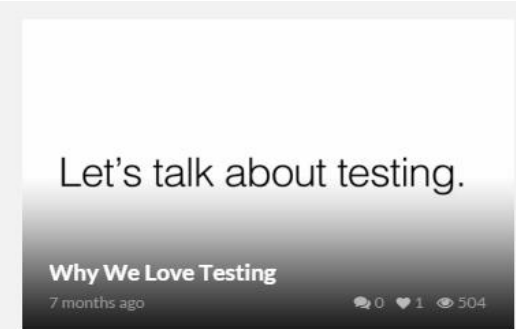 Let's talk about testing.
Why We Love Testing
7 months ago 0 1 504